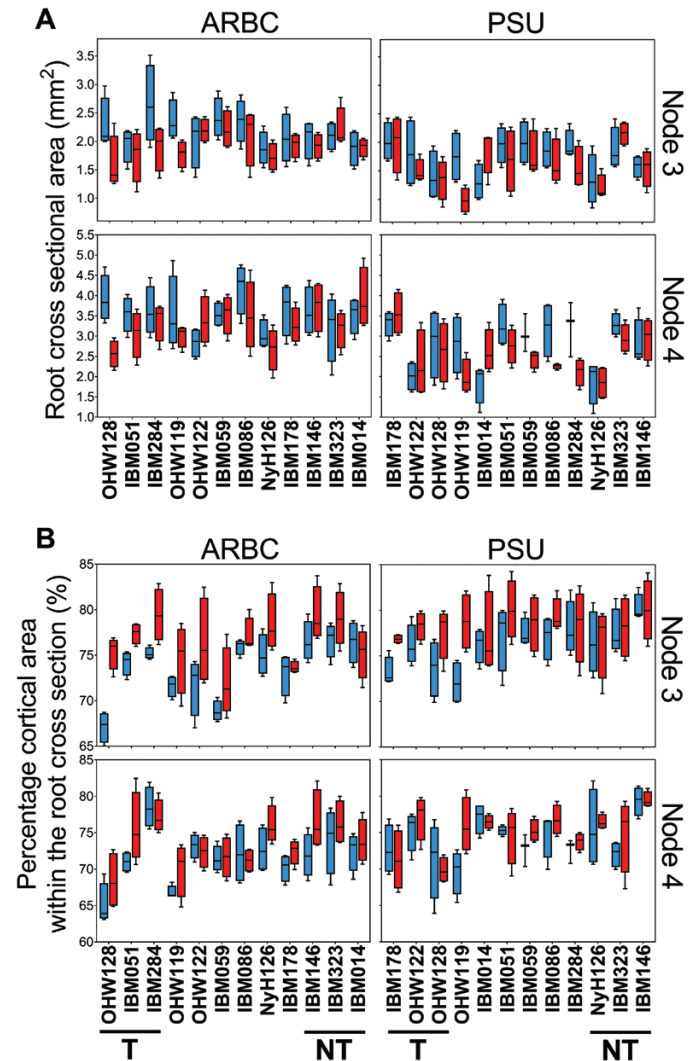 A
ARBC
PSU
Root cross sectional area (mm²)
3.5
3.0
2.5
2.0
1.5
1.0
Node 3
5.5
5.0
4.5
4.0
3.5
3.0
2.5
2.0
1.5
1.0
Node 4
OHW128 IBM051 IBM284 OHW119 OHW122 IBM059 IBM086 NyH126 IBM178 IBM146 IBM323 IBM014
IBM178 OHW122 OHW128 OHW119 IBM014 IBM051 IBM059 IBM086 IBM284 NyH126 IBM323 IBM146
B
ARBC
PSU
Percentage cortical area
within the root cross section (%)
85
80
75
70
65
Node 3
85
80
75
70
65
60
Node 4
OHW128 IBM051 IBM284 OHW119 OHW122 IBM059 IBM086 NyH126 IBM178 IBM146 IBM323 IBM014
IBM178 OHW122 OHW128 OHW119 IBM014 IBM051 IBM059 IBM086 IBM284 NyH126 IBM323 IBM146
T NT T NT